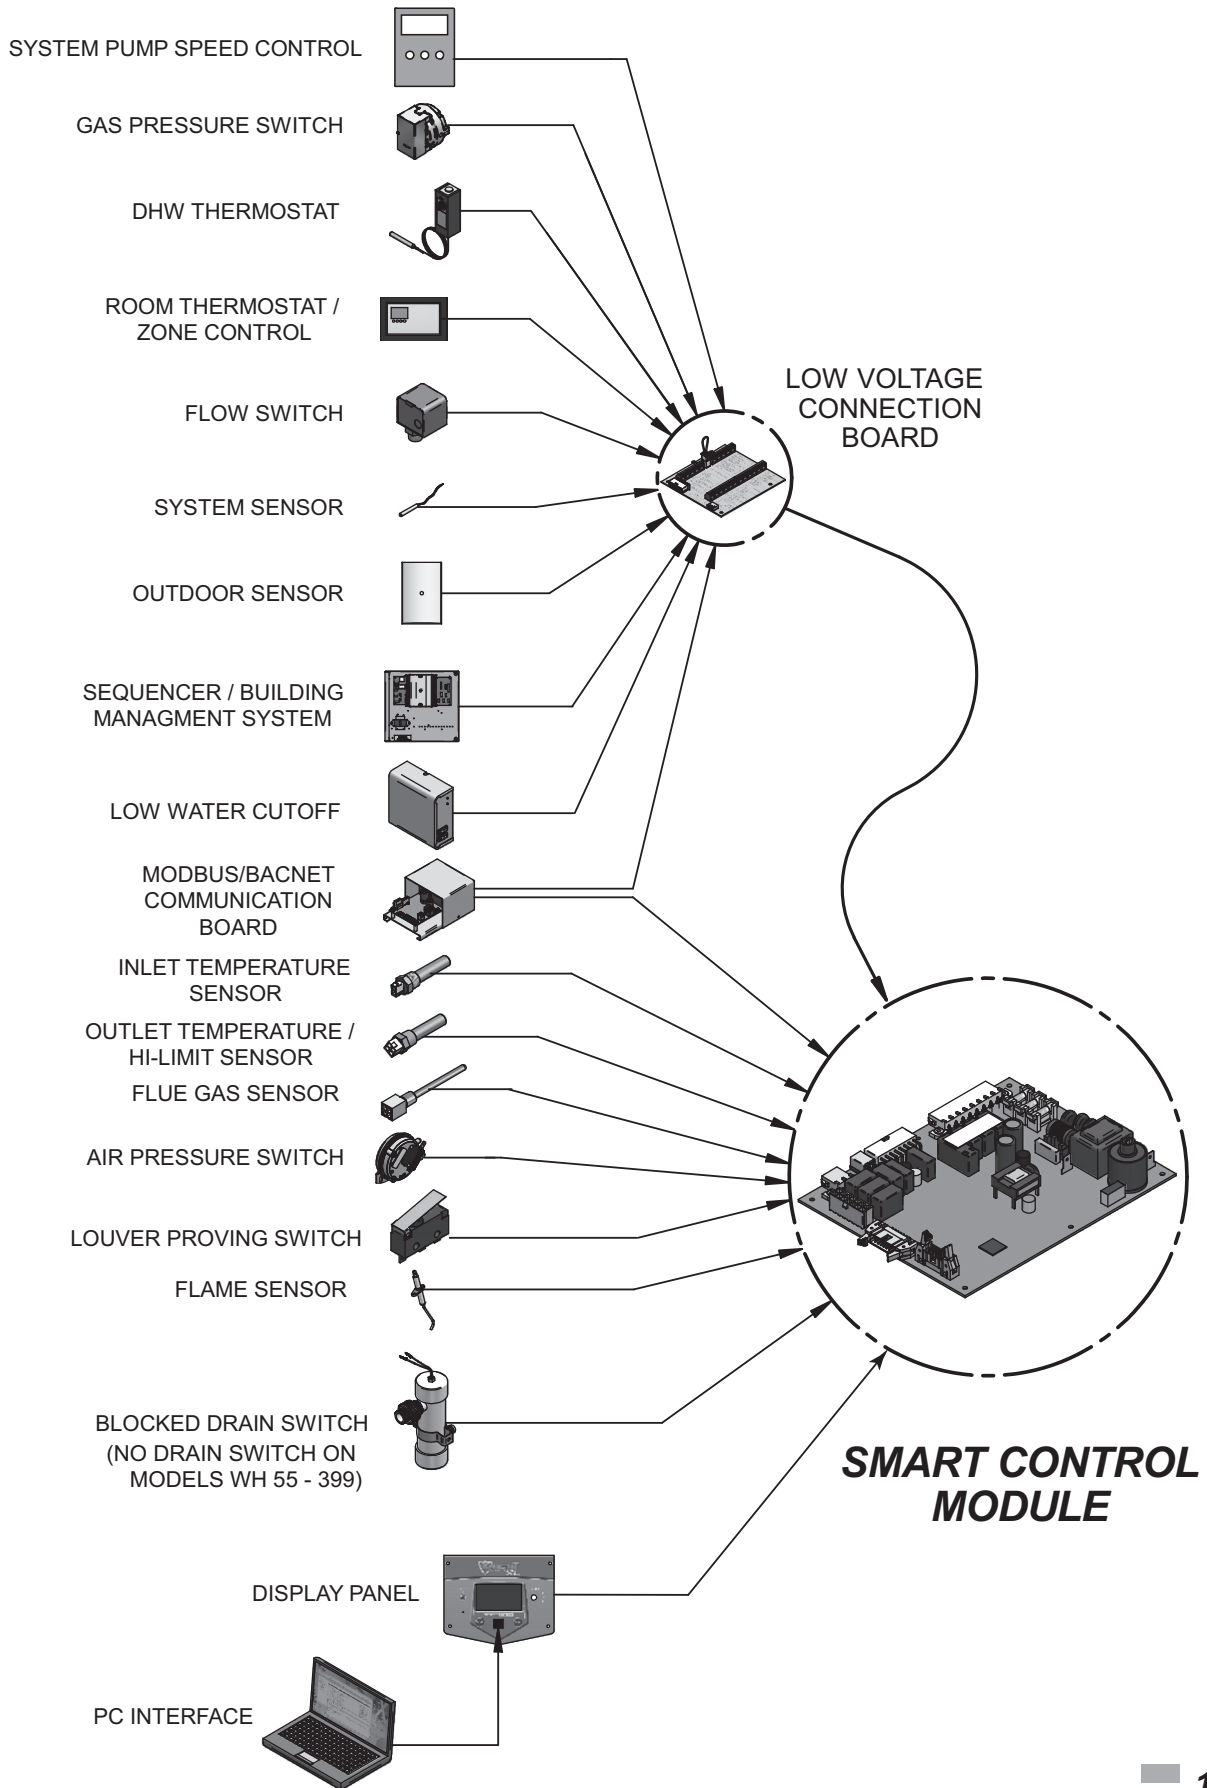 SYSTEM PUMP SPEED CONTROL
GAS PRESSURE SWITCH
DHW THERMOSTAT
ROOM THERMOSTAT /
ZONE CONTROL
FLOW SWITCH
SYSTEM SENSOR
OUTDOOR SENSOR
SEQUENCER / BUILDING
MANAGMENT SYSTEM
LOW WATER CUTOFF
MODBUS/BACNET
COMMUNICATION
BOARD
INLET TEMPERATURE
SENSOR
OUTLET TEMPERATURE /
HI-LIMIT SENSOR
FLUE GAS SENSOR
AIR PRESSURE SWITCH
LOUVER PROVING SWITCH
FLAME SENSOR
BLOCKED DRAIN SWITCH
(NO DRAIN SWITCH ON
MODELS WH 55 - 399)
DISPLAY PANEL
PC INTERFACE
LOW VOLTAGE
CONNECTION
BOARD
SMART CONTROL
MODULE